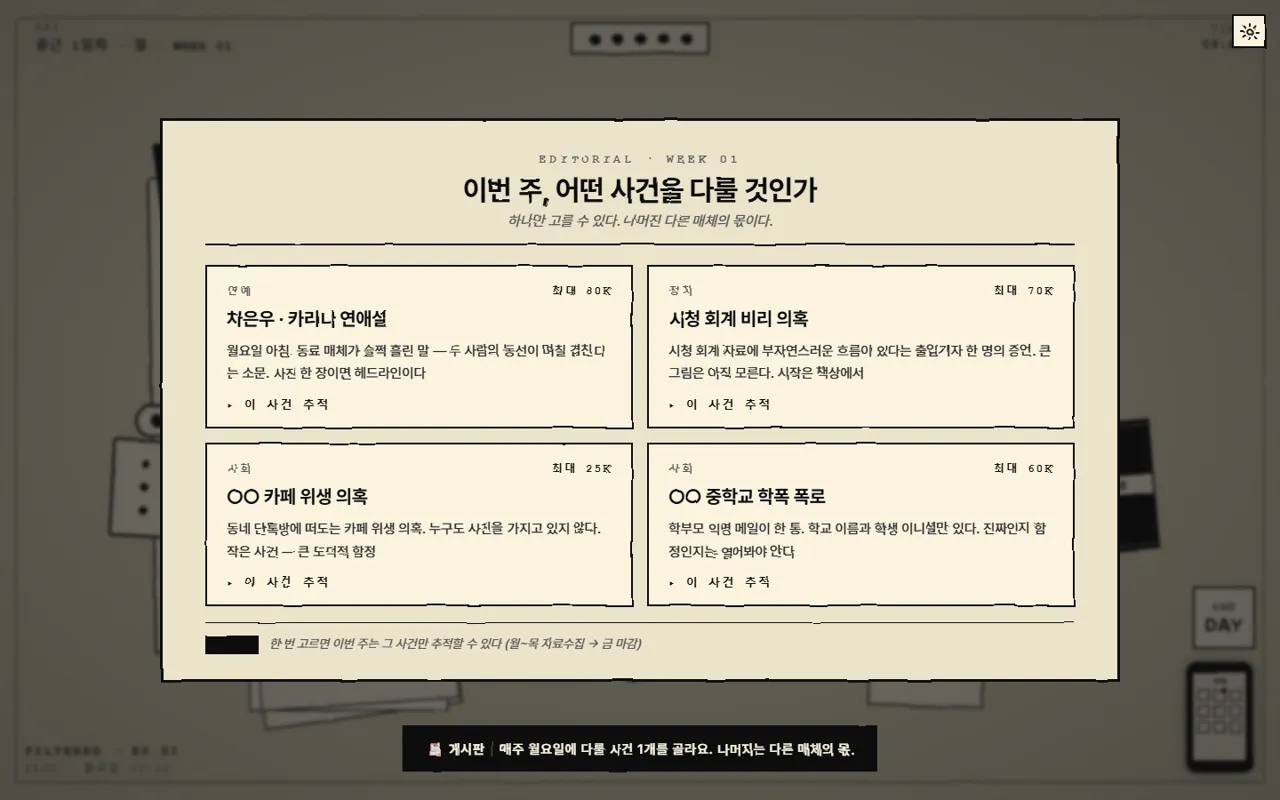 출근 1일차 · 월 · WEEK 01
EDITORIAL · WEEK 01
이번 주, 어떤 사건을 다룰 것인가
하나만 고를 수 있다. 나머진 다른 매체의 몫이다.
연예 최대 80K
차은우 · 카리나 연애설
월요일 아침. 동료 매체가 슬쩍 흘린 말 — 두 사람의 동선이 며칠 겹친다
는 소문. 사진 한 장이면 헤드라인이다
▸ 이 사건 추적
정치 최대 70K
시청 회계 비리 의혹
시청 회계 자료에 부자연스러운 흐름이 있다는 출입기자 한 명의 증언. 큰
그림은 아직 모른다. 시작은 책상에서
▸ 이 사건 추적
사회 최대 25K
○○ 카페 위생 의혹
동네 단톡방에 떠도는 카페 위생 의혹. 누구도 사진을 가지고 있지 않다.
작은 사건 — 큰 도덕적 함정
▸ 이 사건 추적
사회 최대 60K
○○ 중학교 학폭 폭로
학부모 익명 메일이 한 통. 학교 이름과 학생 이니셜만 있다. 진짜인지 함
정인지는 열어봐야 안다
▸ 이 사건 추적
한 번 고르면 이번 주는 그 사건만 추적할 수 있다 (월~목 자료수집 → 금 마감)
END
DAY
게시판 | 매주 월요일에 다룰 사건 1개를 골라요. 나머지는 다른 매체의 몫.